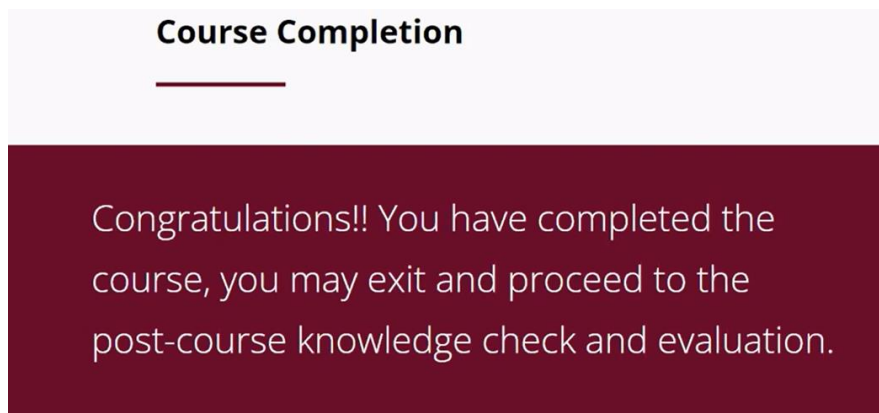 Course Completion
Congratulations!! You have completed the
course, you may exit and proceed to the
post-course knowledge check and evaluation.